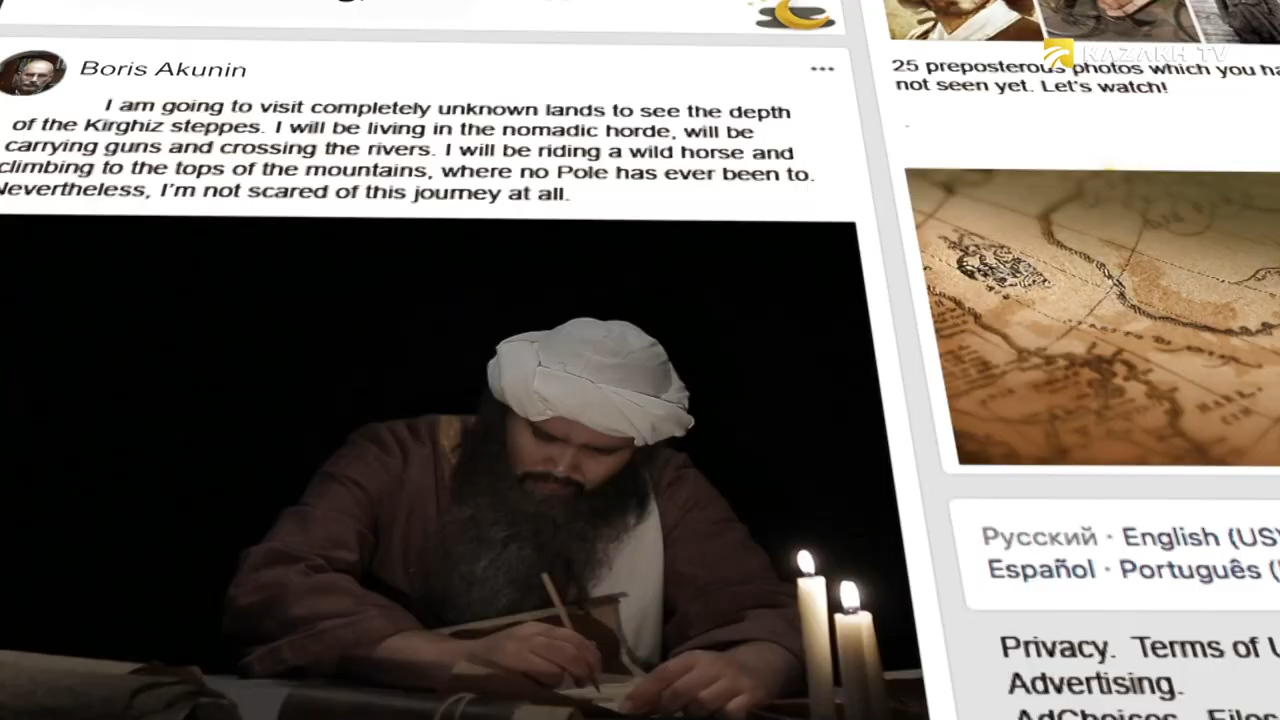 Boris Akunin
I am going to visit completely unknown lands to see the depth
of the Kirghiz steppes. I will be living in the nomadic horde, will be
carrying guns and crossing the rivers. I will be riding a wild horse and
climbing to the tops of the mountains, where no Pole has ever been to.
Nevertheless, I'm not scared of this journey at all.
KAZAKH TV
25 preposterous photos which you ha
not seen yet. Let's watch!
Русский · English (US)
Español · Português (
Privacy. Terms of U
Advertising.
AdChoices